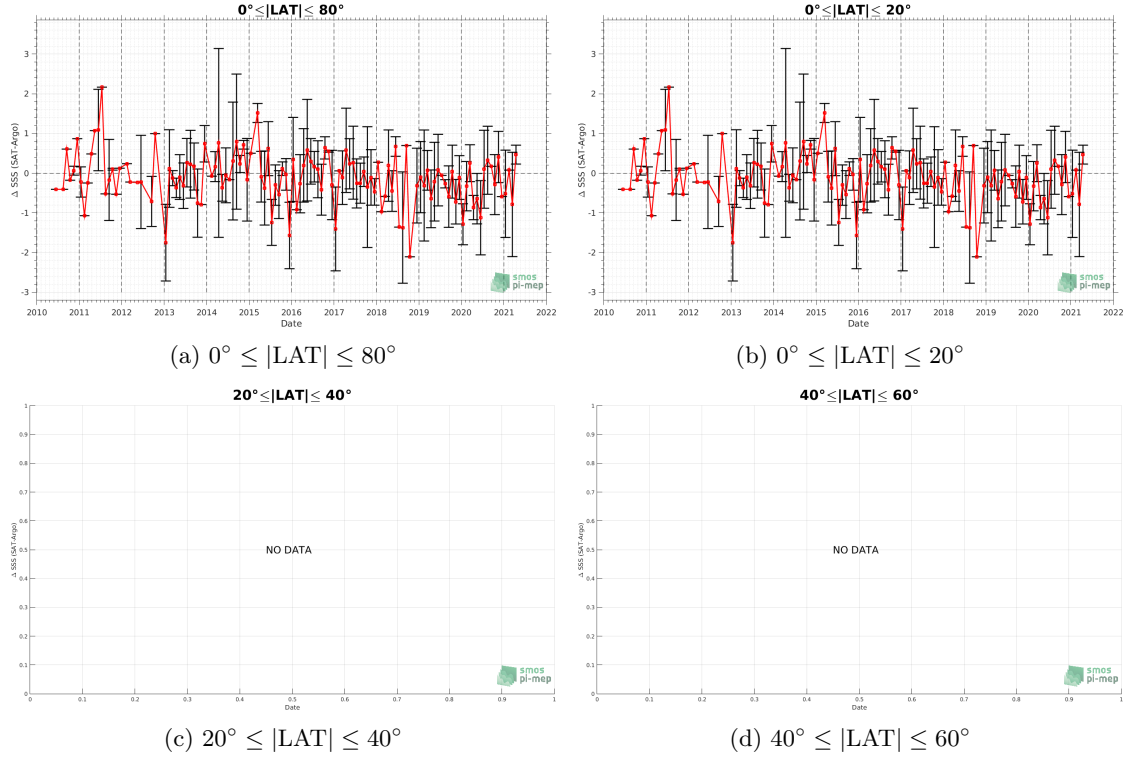 0°≤|LAT|≤ 80°
Δ SSS (SAT-Argo)
3
2
1
0
-1
-2
-3
2010 2011 2012 2013 2014 2015 2016 2017 2018 2019 2020 2021 2022
Date
smos
pi-mep
(a) 0° ≤ |LAT| ≤ 80°
0°≤|LAT|≤ 20°
Δ SSS (SAT-Argo)
3
2
1
0
-1
-2
-3
2010 2011 2012 2013 2014 2015 2016 2017 2018 2019 2020 2021 2022
Date
smos
pi-mep
(b) 0° ≤ |LAT| ≤ 20°
20°≤|LAT|≤ 40°
Δ SSS (SAT-Argo)
1
0.9
0.8
0.7
0.6
0.5
0.4
0.3
0.2
0.1
0
NO DATA
0 0.1 0.2 0.3 0.4 0.5 0.6 0.7 0.8 0.9 1
Date
smos
pi-mep
(c) 20° ≤ |LAT| ≤ 40°
40°≤|LAT|≤ 60°
Δ SSS (SAT-Argo)
1
0.9
0.8
0.7
0.6
0.5
0.4
0.3
0.2
0.1
0
NO DATA
0 0.1 0.2 0.3 0.4 0.5 0.6 0.7 0.8 0.9 1
Date
smos
pi-mep
(d) 40° ≤ |LAT| ≤ 60°